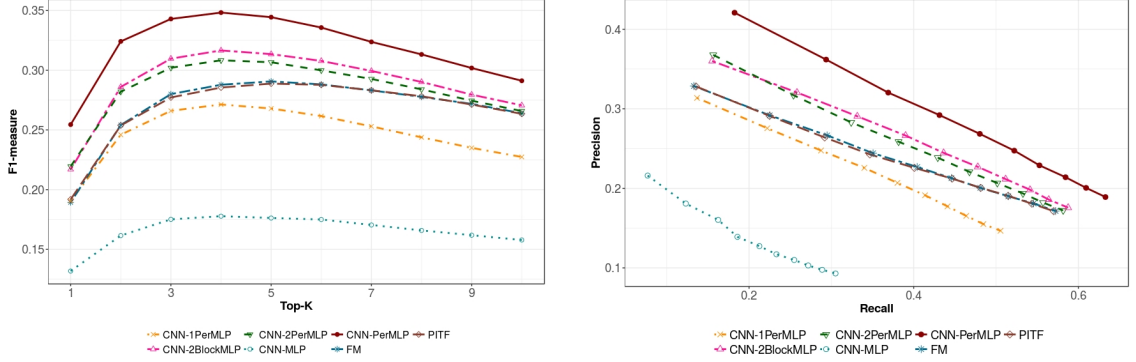 0.35
0.30
0.25
0.20
0.15
F1-measure
1 3 5 7 9
Top-K
CNN-1PerMLP CNN-2PerMLP CNN-PerMLP PITF
CNN-2BlockMLP CNN-MLP FM
0.4
0.3
0.2
0.1
Precision
0.2 0.4 0.6
Recall
CNN-1PerMLP CNN-2PerMLP CNN-PerMLP PITF
CNN-2BlockMLP CNN-MLP FM